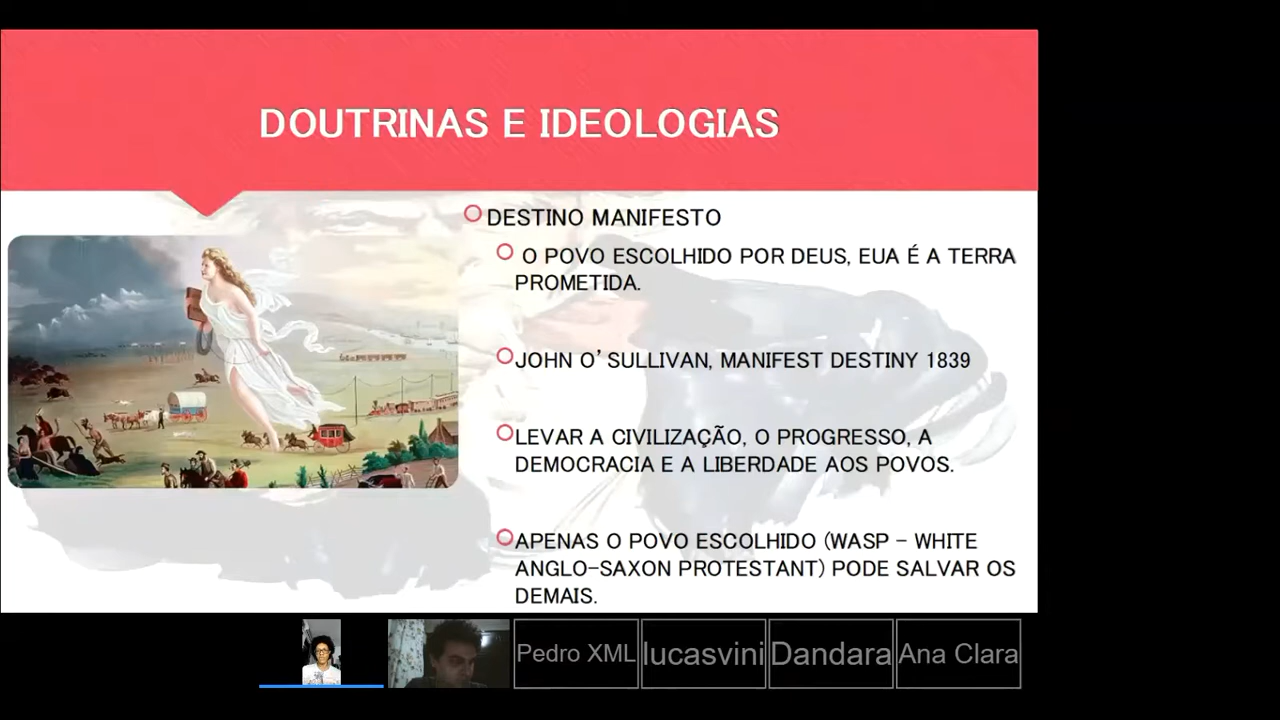 DOUTRINAS E IDEOLOGIAS
DESTINO MANIFESTO
O POVO ESCOLHIDO POR DEUS, EUA É A TERRA
PROMETIDA.
JOHN O'SULLIVAN, MANIFEST DESTINY 1839
LEVAR A CIVILIZAÇÃO, O PROGRESSO, A
DEMOCRACIA E A LIBERDADE AOS POVOS.
APENAS O POVO ESCOLHIDO (WASP – WHITE
ANGLO-SAXON PROTESTANT) PODE SALVAR OS
DEMAIS.
Pedro XML
lucasvini
Dandara
Ana Clara